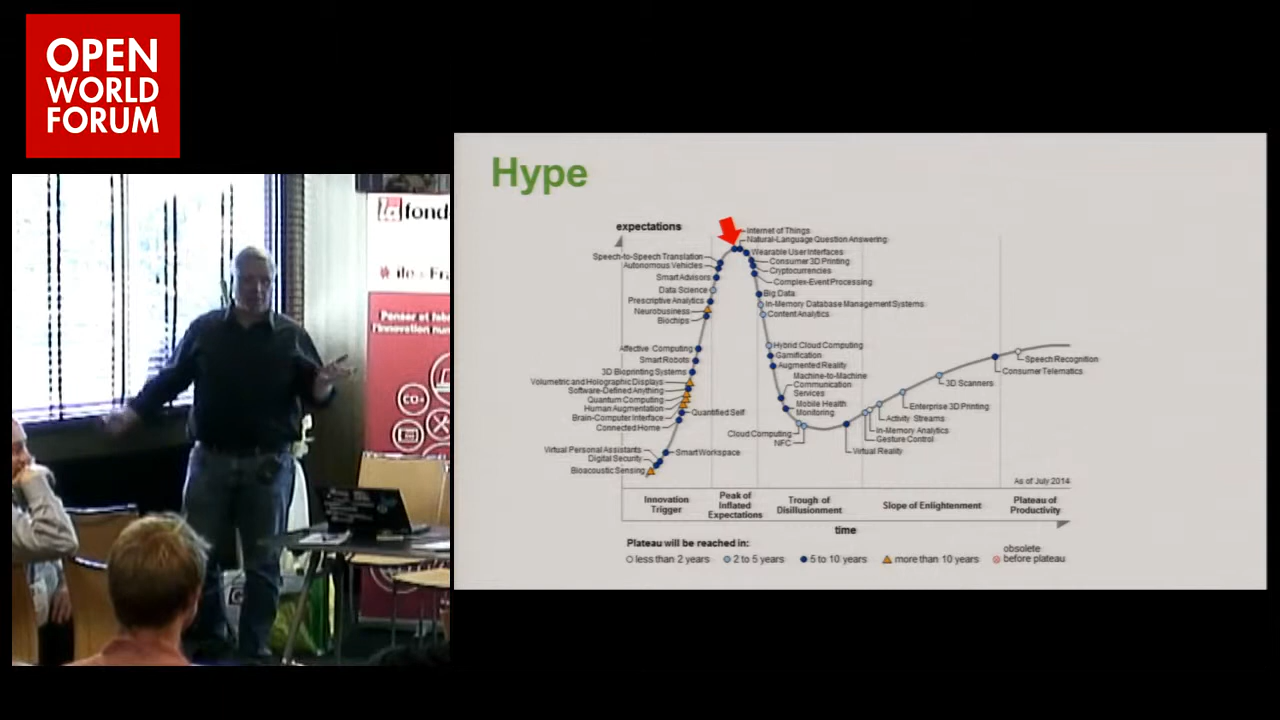 OPEN
WORLD
FORUM
fond
île
Fra
Penser et
l'innovation
CO
Hype
expectations
Internet of Things
Natural-Language Question Answering
Wearable User Interfaces
Consumer 3D Printing
Cryptocurrencies
Complex-Event Processing
Big Data
In-Memory Database Management Systems
Content Analytics
Speech-to-Speech Translation
Autonomous Vehicles
Smart Advisors
Data Science
Prescriptive Analytics
Neurobusiness
Biochips
Hybrid Cloud Computing
Gamification
Augmented Reality
Machine-to-Machine
Communication
Services
Mobile Health
Monitoring
Affective Computing
Smart Robots
3D Bioprinting Systems
Volumetric and Holographic Displays
Software-Defined Anything
Quantum Computing
Human Augmentation
Brain-Computer Interface
Connected Home
Quantified Self
Cloud Computing
NFC
Speech Recognition
Consumer Telematics
3D Scanners
Enterprise 3D Printing
Activity Streams
In-Memory Analytics
Gesture Control
Virtual Reality
Virtual Personal Assistants
Digital Security
Bioacoustic Sensing
Smart Workspace
As of July 2014
Innovation
Trigger
Peak of
Inflated
Expectations
Trough of
Disillusionment
Slope of Enlightenment
Plateau of
Productivity
time
Plateau will be reached in:
less than 2 years
2 to 5 years
5 to 10 years
more than 10 years
obsolete
before plateau